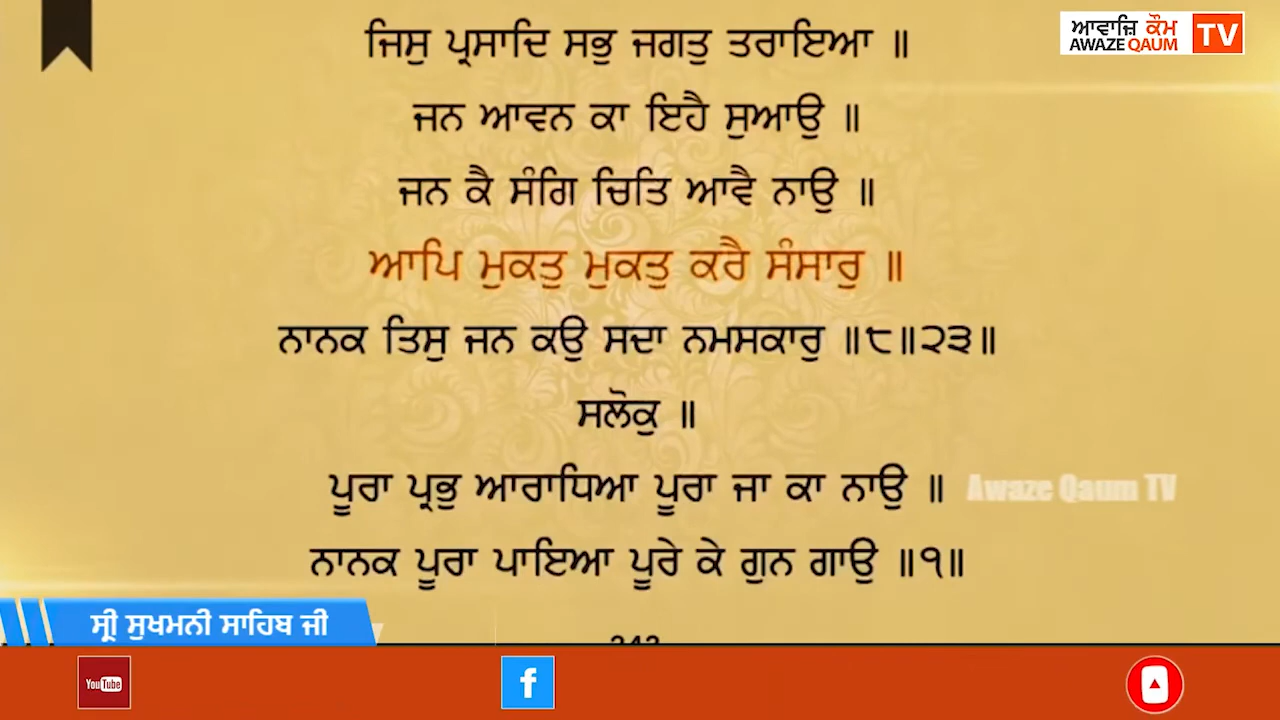 ਆਵਾਜ਼ਿ ਕੌਮ
AWAZE QAUM TV
ਜਿਸੁ ਪ੍ਰਸਾਦਿ ਸਭੁ ਜਗਤੁ ਤਰਾਇਆ ॥
ਜਨ ਆਵਨ ਕਾ ਇਹੈ ਸੁਆਉ ॥
ਜਨ ਕੈ ਸੰਗਿ ਚਿਤਿ ਆਵੈ ਨਾਉ ॥
ਆਪਿ ਮੁਕਤੁ ਮੁਕਤੁ ਕਰੈ ਸੰਸਾਰੁ ॥
ਨਾਨਕ ਤਿਸੁ ਜਨ ਕਉ ਸਦਾ ਨਮਸਕਾਰੁ ॥੮॥੨੩॥
ਸਲੋਕੁ ॥
ਪੂਰਾ ਪ੍ਰਭੁ ਆਰਾਧਿਆ ਪੂਰਾ ਜਾ ਕਾ ਨਾਉ ॥
Awaze Qaum TV
ਨਾਨਕ ਪੂਰਾ ਪਾਇਆ ਪੂਰੇ ਕੇ ਗੁਨ ਗਾਉ ॥੧॥
ਸ੍ਰੀ ਸੁਖਮਨੀ ਸਾਹਿਬ ਜੀ
YouTube